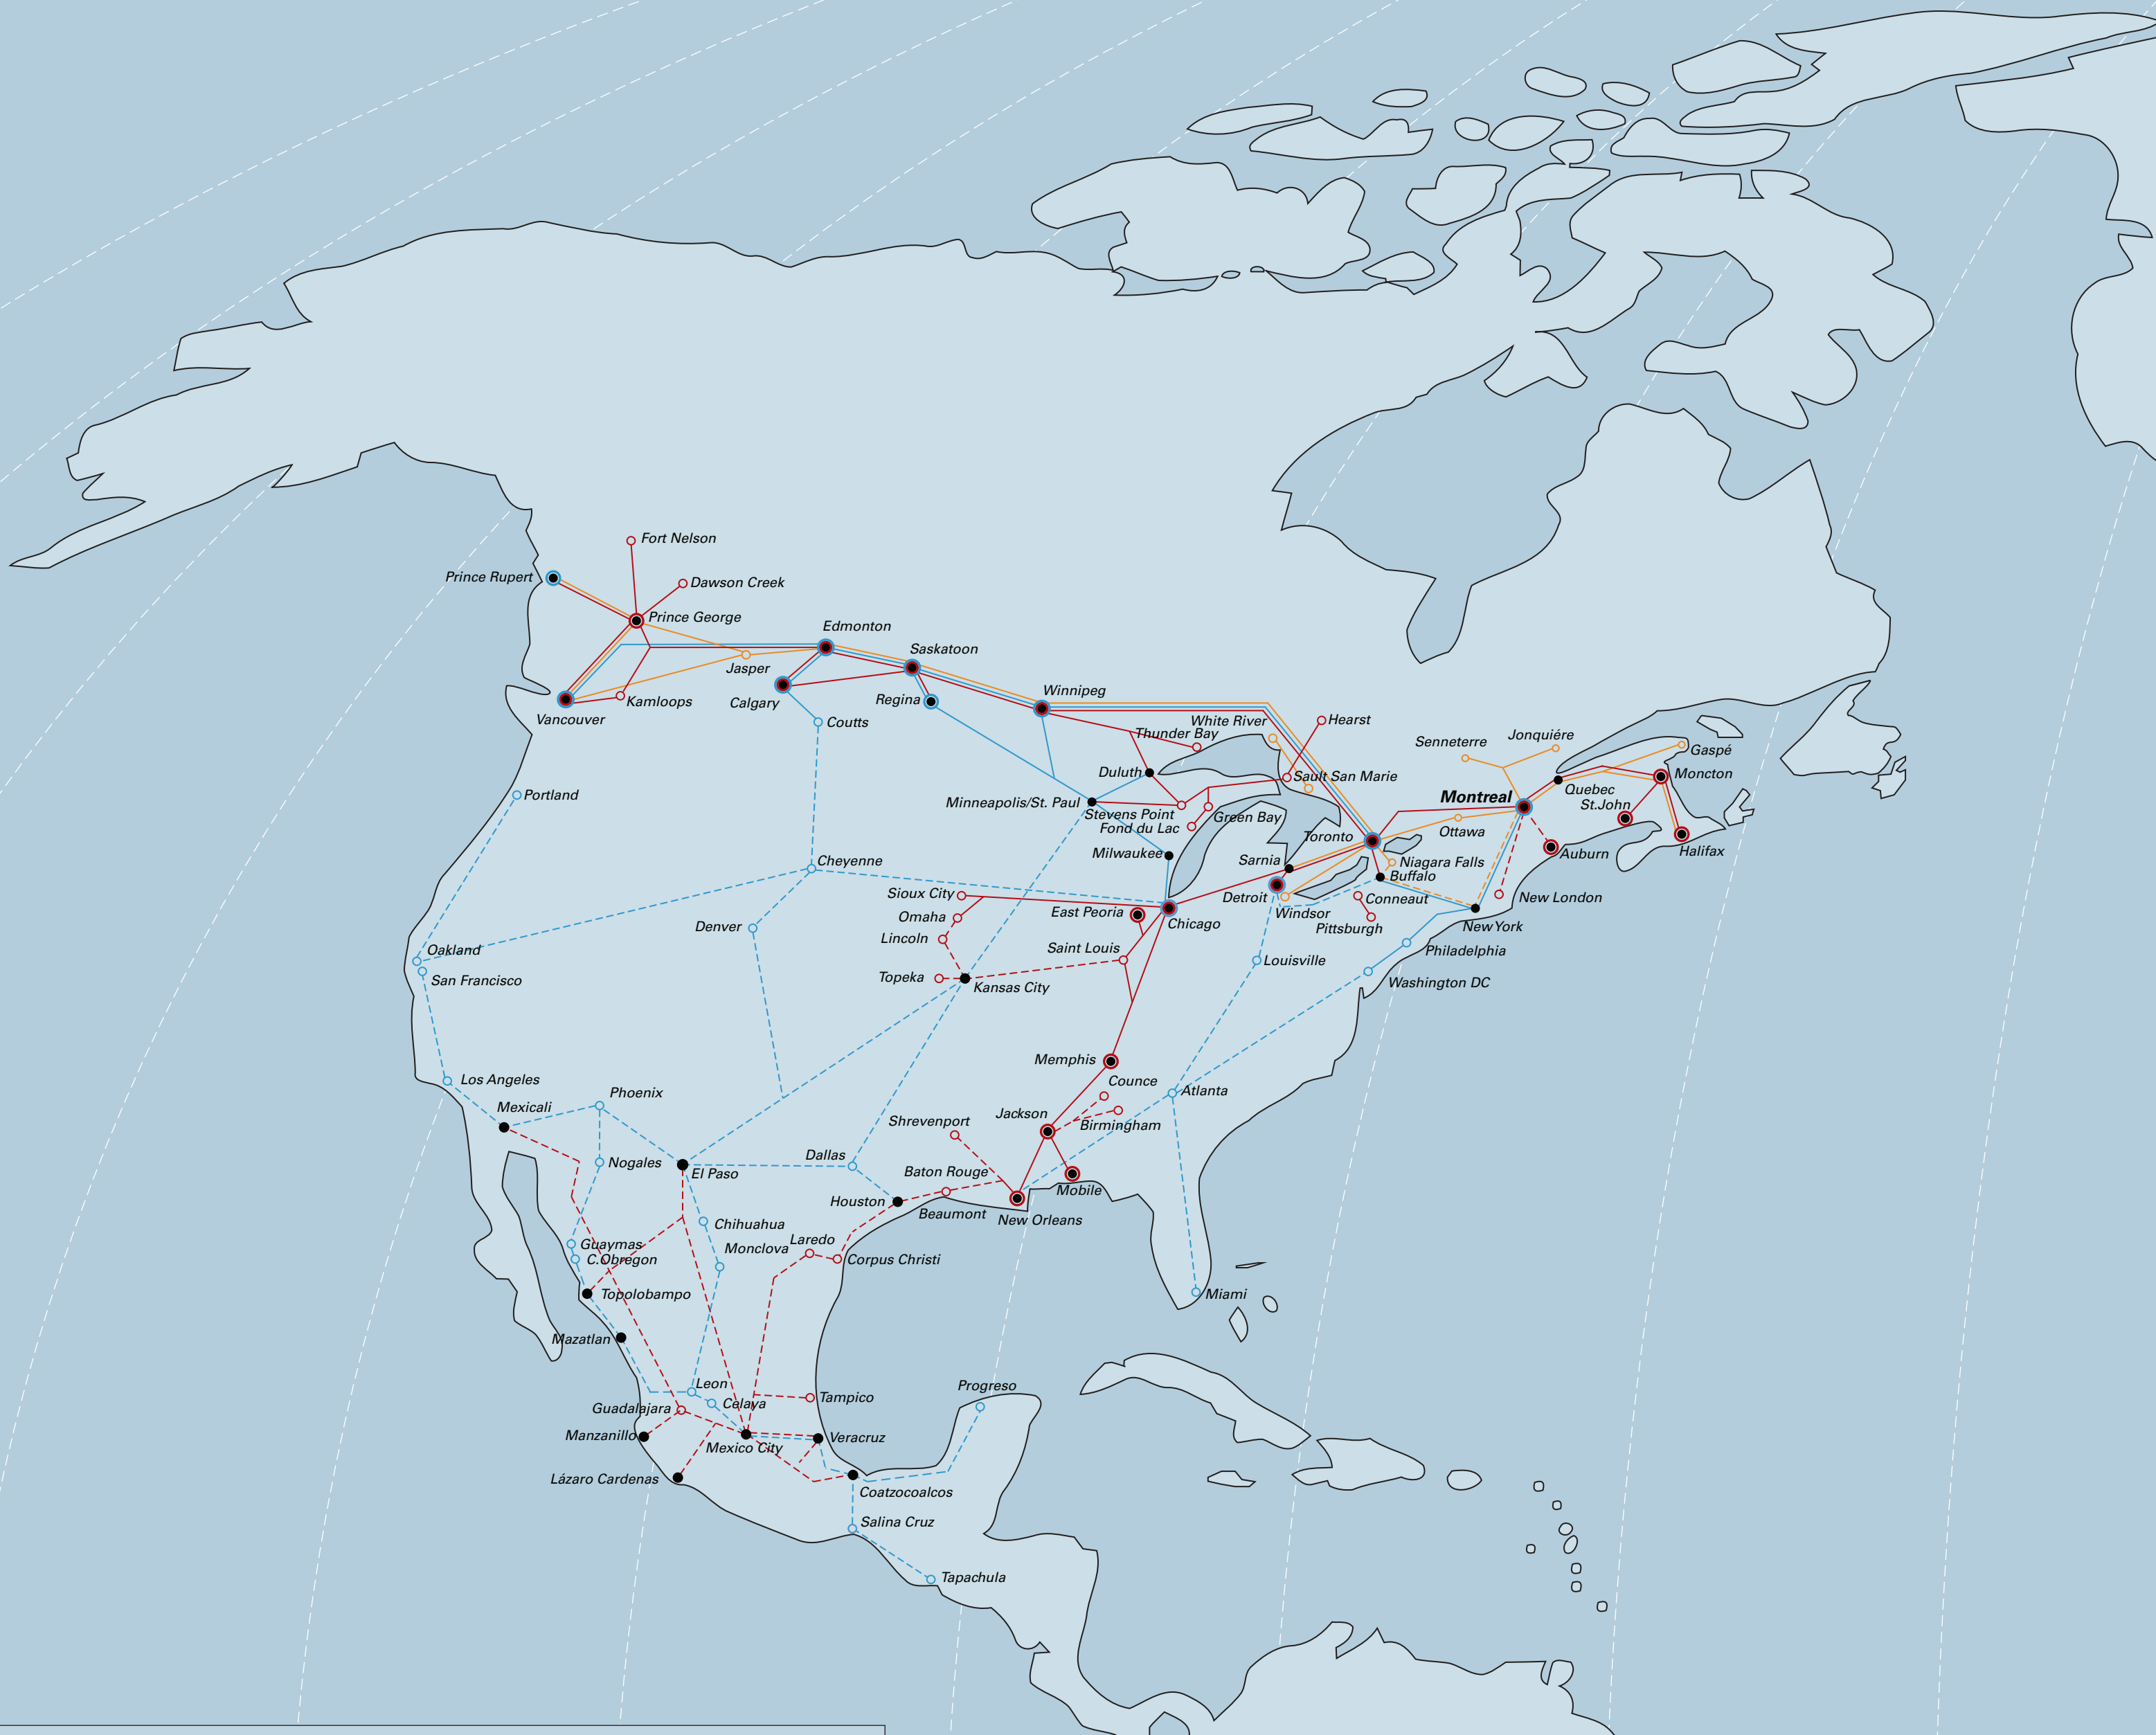 Fort Nelson
Prince Rupert
Dawson Creek
Prince George
Edmonton
Saskatoon
Jasper
Winnipeg
Regina
Kamloops
Calgary
Vancouver
Coutts
White River
Hearst
Thunder Bay
Senneterre
Jonquiére
Gaspé
Duluth
Sault San Marie
Moncton
Portland
Quebec
Montreal
Minneapolis/St. Paul
St.John
Stevens Point
Green Bay
Fond du Lac
Ottawa
Toronto
Halifax
Milwaukee
Auburn
Cheyenne
Sarnia
Niagara Falls
Buffalo
Sioux City
Detroit
Conneaut
New London
East Peoria
Windsor
Omaha
Chicago
Pittsburgh
NewYork
Denver
Lincoln
Saint Louis
Oakland
Philadelphia
Louisville
Topeka
San Francisco
Kansas City
Washington DC
Memphis
Los Angeles
Counce
Phoenix
Atlanta
Mexicali
Jackson
Shrevenport
Birmingham
Dallas
Nogales
El Paso
Baton Rouge
Mobile
Houston
Beaumont
New Orleans
Chihuahua
Laredo
Guaymas
Monclova
C.Obregon
Corpus Christi
Topolobampo
Miami
Mazatlan
Leon
Progreso
Tampico
Celaya
Guadalajara
Manzanillo
Veracruz
Mexico City
Lázaro Cardenas
Coatzocoalcos
Salina Cruz
Tapachula